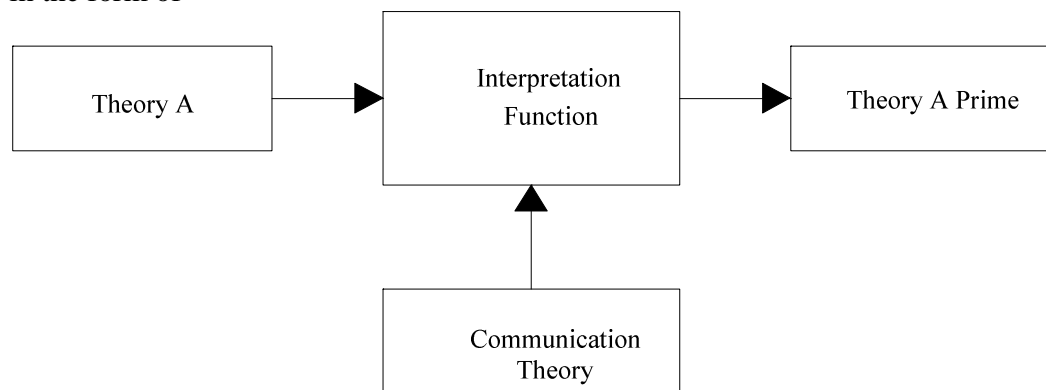 in the form of
Interpretation
Function
Theory A
Theory A Prime
Communication
Theory